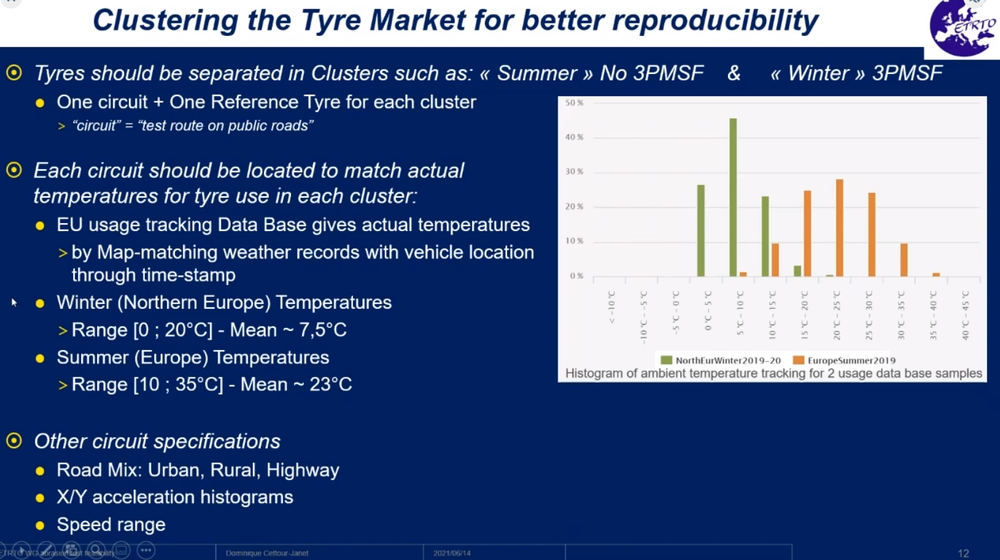 Clustering the Tyre Market for better reproducibility
ETRTO
Tyres should be separated in Clusters such as: « Summer » No 3PMSF & « Winter » 3PMSF
One circuit + One Reference Tyre for each cluster
> “circuit” = “test route on public roads”
Each circuit should be located to match actual
temperatures for tyre use in each cluster:
EU usage tracking Data Base gives actual temperatures
> by Map-matching weather records with vehicle location
through time-stamp
Winter (Northern Europe) Temperatures
> Range [0 ; 20°C] - Mean ~ 7,5°C
Summer (Europe) Temperatures
> Range [10 ; 35°C] - Mean ~ 23°C
Other circuit specifications
Road Mix: Urban, Rural, Highway
X/Y acceleration histograms
Speed range
50 %
40 %
30 %
20 %
10 %
0 %
< -10 °C
-10 °C – -5 °C
-5 °C – 0 °C
0 °C – 5 °C
5 °C – 10 °C
10 °C – 15 °C
15 °C – 20 °C
20 °C – 25 °C
25 °C – 30 °C
30 °C – 35 °C
35 °C – 40 °C
40 °C – 45 °C
NorthEurWinter2019-20 EuropeSummer2019
Histogram of ambient temperature tracking for 2 usage data base samples
ETRTO WG abrasion test feasibility
Dominique Cettour-Janet
2021/06/14
12